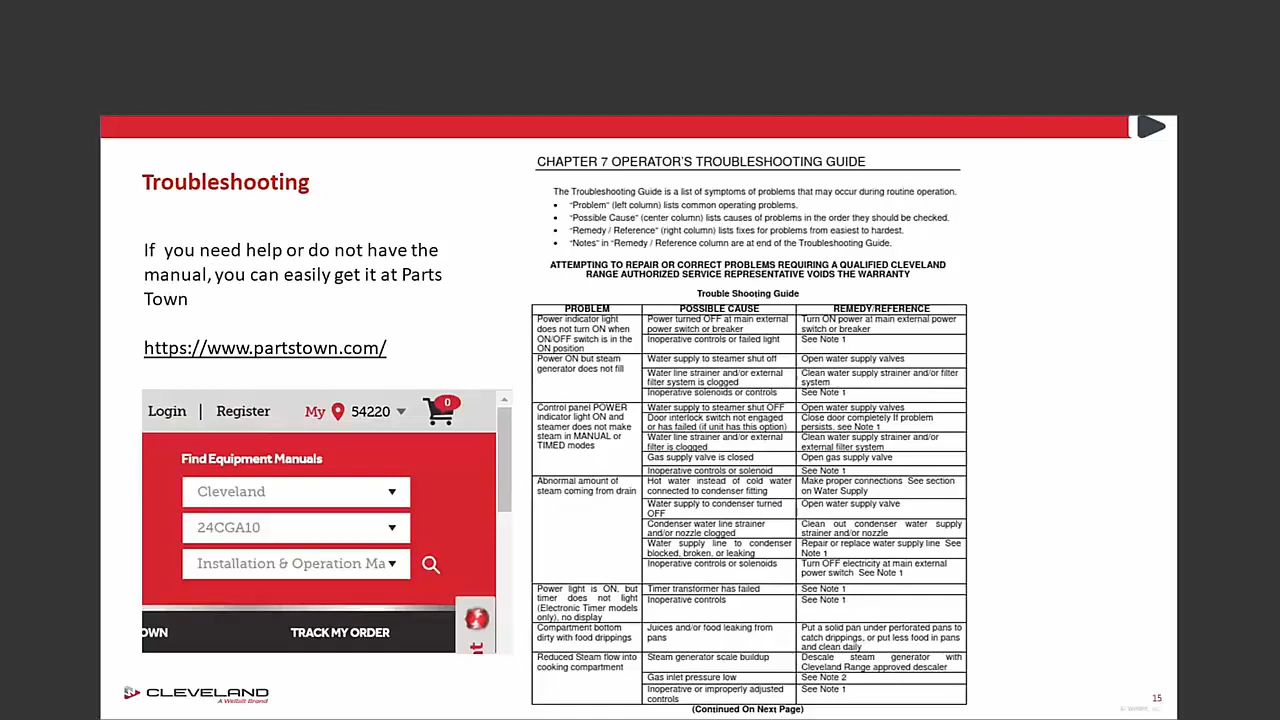 Troubleshooting
If you need help or do not have the
manual, you can easily get it at Parts
Town
https://www.partstown.com/
Login | Register My 54220 0
Find Equipment Manuals
Cleveland
24CGA10
Installation & Operation Ma
OWN TRACK MY ORDER
CLEVELAND
A Welbilt Brand
CHAPTER 7 OPERATOR'S TROUBLESHOOTING GUIDE
The Troubleshooting Guide is a list of symptoms of problems that may occur during routine operation.
• "Problem" (left column) lists common operating problems.
• "Possible Cause" (center column) lists causes of problems in the order they should be checked.
• "Remedy / Reference" (right column) lists fixes for problems from easiest to hardest.
• "Notes" in "Remedy / Reference column are at end of the Troubleshooting Guide.
ATTEMPTING TO REPAIR OR CORRECT PROBLEMS REQUIRING A QUALIFIED CLEVELAND
RANGE AUTHORIZED SERVICE REPRESENTATIVE VOIDS THE WARRANTY
Trouble Shooting Guide
PROBLEM POSSIBLE CAUSE REMEDY/REFERENCE
Power indicator light
does not turn ON when
ON/OFF switch is in the
ON position
Power turned OFF at main external
power switch or breaker
Turn ON power at main external power
switch or breaker
Inoperative controls or failed light
See Note 1
Power ON but steam
generator does not fill
Water supply to steamer shut off
Open water supply valves
Water line strainer and/or external
filter system is clogged
Clean water supply strainer and/or filter
system
Inoperative solenoids or controls
See Note 1
Control panel POWER
indicator light ON and
steamer does not make
steam in MANUAL or
TIMED modes
Water supply to steamer shut OFF
Open water supply valves
Door interlock switch not engaged
or has failed (if unit has this option)
Close door completely If problem
persists, see Note 1
Water line strainer and/or external
filter is clogged
Clean water supply strainer and/or
external filter system
Gas supply valve is closed
Open gas supply valve
Inoperative controls or solenoid
See Note 1
Abnormal amount of
steam coming from drain
Hot water instead of cold water
connected to condenser fitting
Make proper connections See section
on Water Supply
Water supply to condenser turned
OFF
Open water supply valve
Condenser water line strainer
and/or nozzle clogged
Clean out condenser water supply
strainer and/or nozzle
Water supply line to condenser
blocked, broken, or leaking
Repair or replace water supply line See
Note 1
Inoperative controls or solenoids
Turn OFF electricity at main external
power switch See Note 1
Power light is ON, but
timer does not light
(Electronic Timer models
only), no display
Timer transformer has failed
See Note 1
Inoperative controls
See Note 1
Compartment bottom
dirty with food drippings
Juices and/or food leaking from
pans
Put a solid pan under perforated pans to
catch drippings, or put less food in pans
and clean daily
Reduced Steam flow into
cooking compartment
Steam generator scale buildup
Descale steam generator with
Cleveland Range approved descaler
Gas inlet pressure low
See Note 2
Inoperative or improperly adjusted
controls
See Note 1
(Continued On Next Page)
15